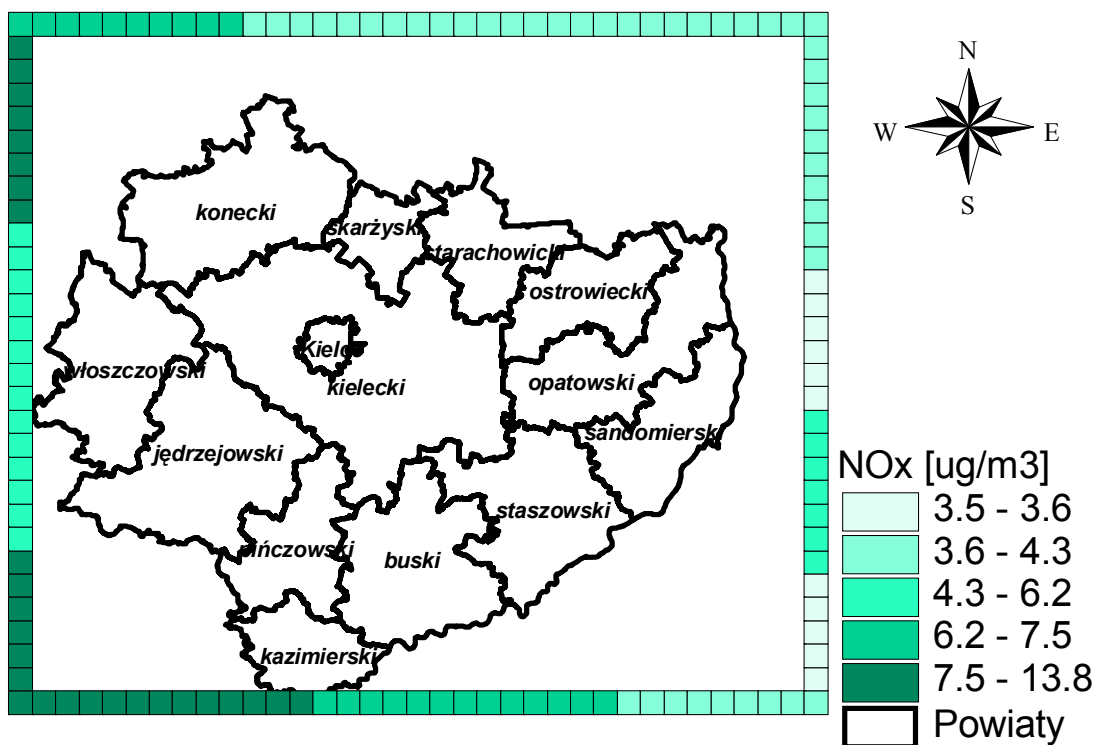 N
W E
S
konecki
skarżyski
starachowicki
ostrowiecki
Kielce
włoszczowski
kielecki
opatowski
sandomierski
jędrzejowski
staszowski
pińczowski
buski
kazimierski
NOx [ug/m3]
3.5 - 3.6
3.6 - 4.3
4.3 - 6.2
6.2 - 7.5
7.5 - 13.8
Powiaty